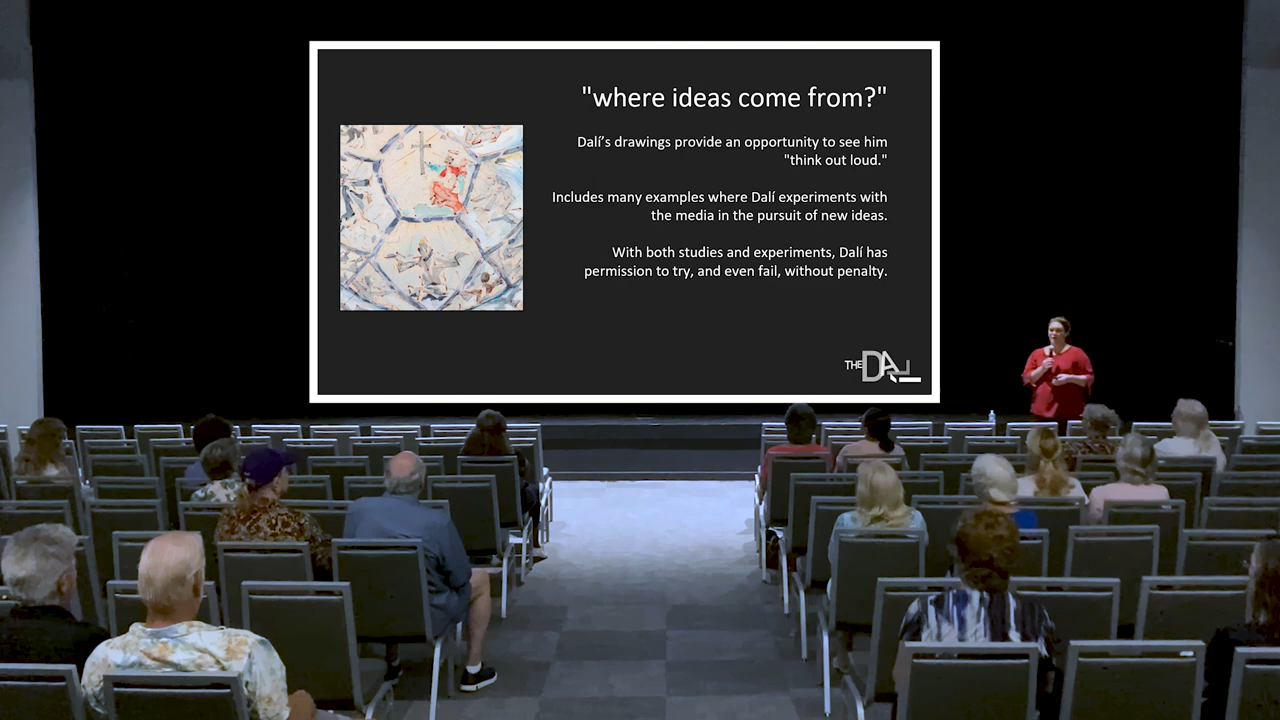 "where ideas come from?"
Dalí's drawings provide an opportunity to see him
"think out loud."
Includes many examples where Dalí experiments with
the media in the pursuit of new ideas.
With both studies and experiments, Dalí has
permission to try, and even fail, without penalty.
THE DALÍ